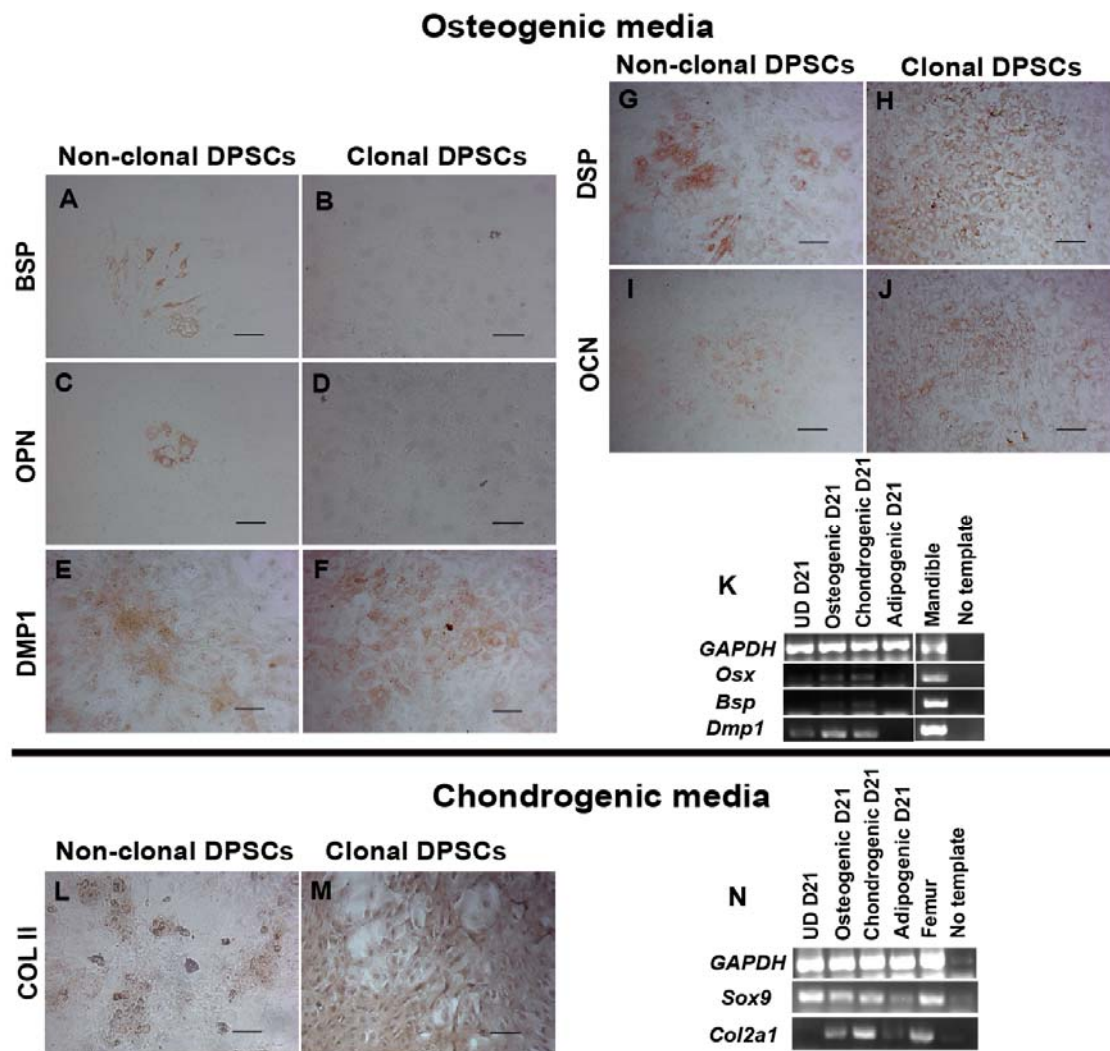 Osteogenic media
Non-clonal DPSCs Clonal DPSCs
G H
DSP
Non-clonal DPSCs Clonal DPSCs
A B
BSP
I J
OCN
C D
OPN
E F
DMP1
K
UD D21
Osteogenic D21
Chondrogenic D21
Adipogenic D21
Mandible
No template
GAPDH
Osx
Bsp
Dmp1
Chondrogenic media
Non-clonal DPSCs Clonal DPSCs
L M
COL II
N
UD D21
Osteogenic D21
Chondrogenic D21
Adipogenic D21
Femur
No template
GAPDH
Sox9
Col2a1